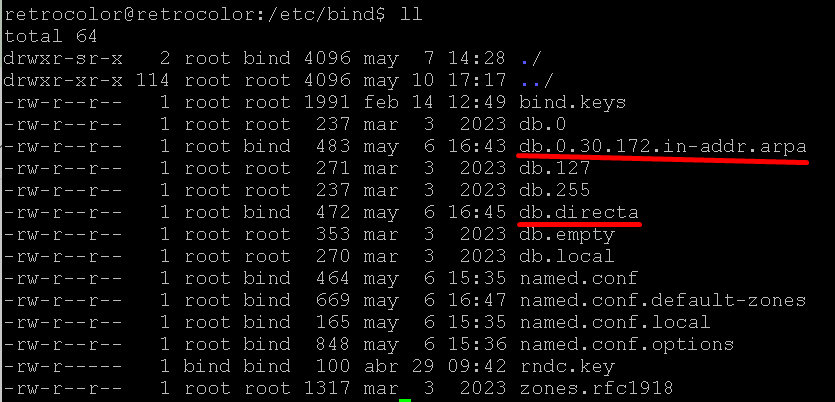 retrocolor@retrocolor:/etc/bind$ ll
total 64
drwxr-sr-x   2 root bind 4096 may  7 14:28 ./
drwxr-xr-x 114 root root 4096 may 10 17:17 ../
-rw-r--r--   1 root root 1991 feb 14 12:49 bind.keys
-rw-r--r--   1 root root  237 mar  3  2023 db.0
-rw-r--r--   1 root bind  483 may  6 16:43 db.0.30.172.in-addr.arpa
-rw-r--r--   1 root root  271 mar  3  2023 db.127
-rw-r--r--   1 root root  237 mar  3  2023 db.255
-rw-r--r--   1 root bind  472 may  6 16:45 db.directa
-rw-r--r--   1 root root  353 mar  3  2023 db.empty
-rw-r--r--   1 root root  270 mar  3  2023 db.local
-rw-r--r--   1 root bind  464 may  6 15:35 named.conf
-rw-r--r--   1 root bind  669 may  6 16:47 named.conf.default-zones
-rw-r--r--   1 root bind  165 may  6 15:35 named.conf.local
-rw-r--r--   1 root bind  848 may  6 15:36 named.conf.options
-rw-r-----   1 bind bind  100 abr 29 09:42 rndc.key
-rw-r--r--   1 root root 1317 mar  3  2023 zones.rfc1918